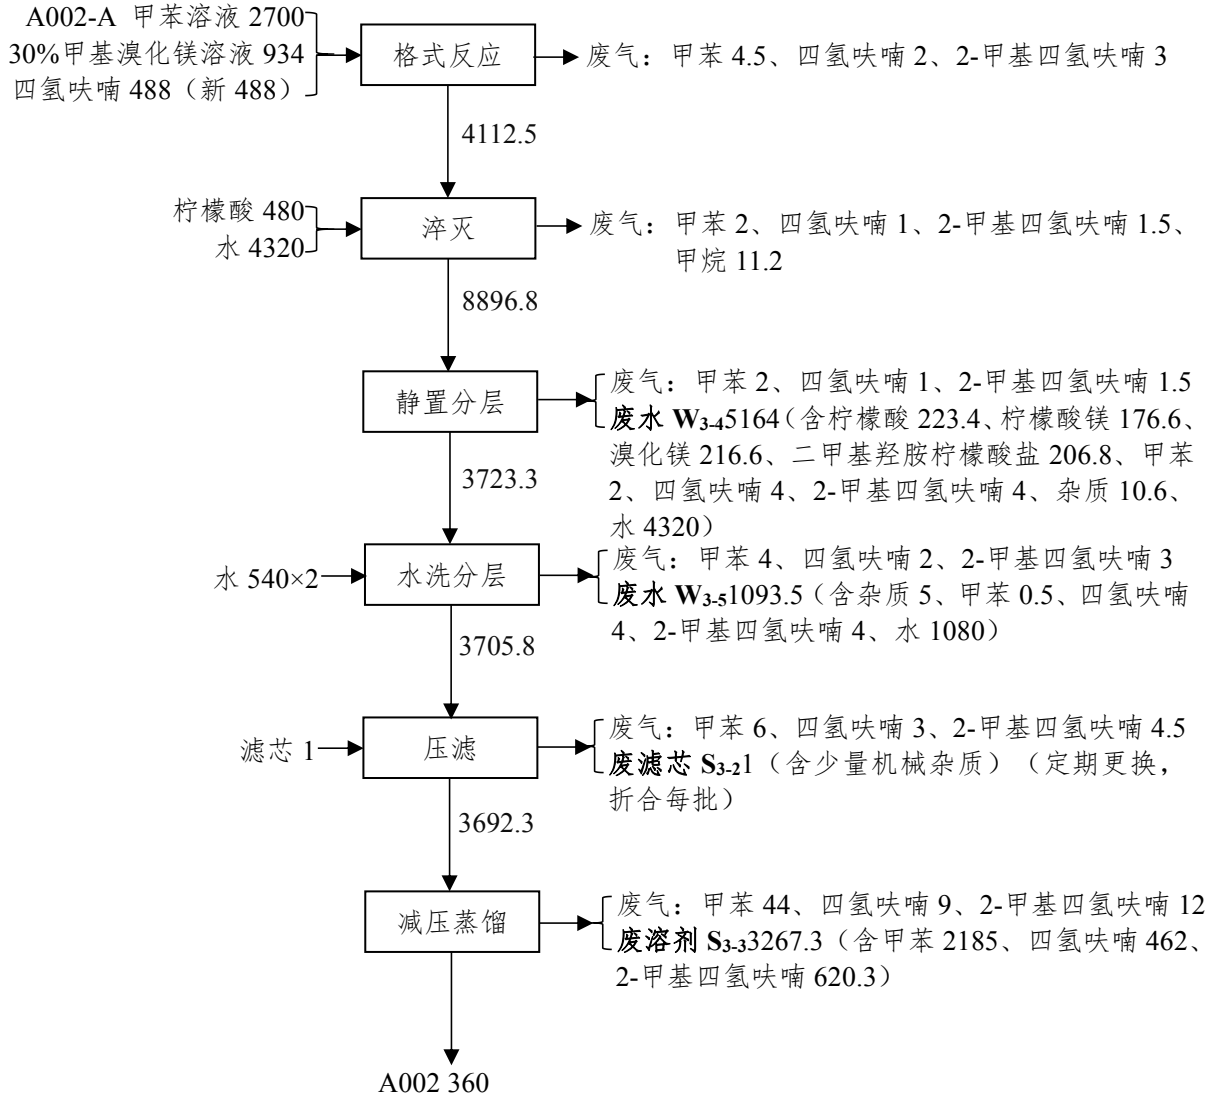 A002-A 甲苯溶液 2700
30%甲基溴化镁溶液 934
四氢呋喃 488（新 488）
格式反应
废气：甲苯 4.5、四氢呋喃 2、2-甲基四氢呋喃 3
4112.5
柠檬酸 480
水 4320
淬灭
废气：甲苯 2、四氢呋喃 1、2-甲基四氢呋喃 1.5、
甲烷 11.2
8896.8
静置分层
废气：甲苯 2、四氢呋喃 1、2-甲基四氢呋喃 1.5
废水 W3-45164（含柠檬酸 223.4、柠檬酸镁 176.6、
溴化镁 216.6、二甲基羟胺柠檬酸盐 206.8、甲苯
2、四氢呋喃 4、2-甲基四氢呋喃 4、杂质 10.6、
水 4320）
3723.3
水 540×2
水洗分层
废气：甲苯 4、四氢呋喃 2、2-甲基四氢呋喃 3
废水 W3-51093.5（含杂质 5、甲苯 0.5、四氢呋喃
4、2-甲基四氢呋喃 4、水 1080）
3705.8
滤芯 1
压滤
废气：甲苯 6、四氢呋喃 3、2-甲基四氢呋喃 4.5
废滤芯 S3-21（含少量机械杂质）（定期更换，
折合每批）
3692.3
减压蒸馏
废气：甲苯 44、四氢呋喃 9、2-甲基四氢呋喃 12
废溶剂 S3-33267.3（含甲苯 2185、四氢呋喃 462、
2-甲基四氢呋喃 620.3）
A002 360